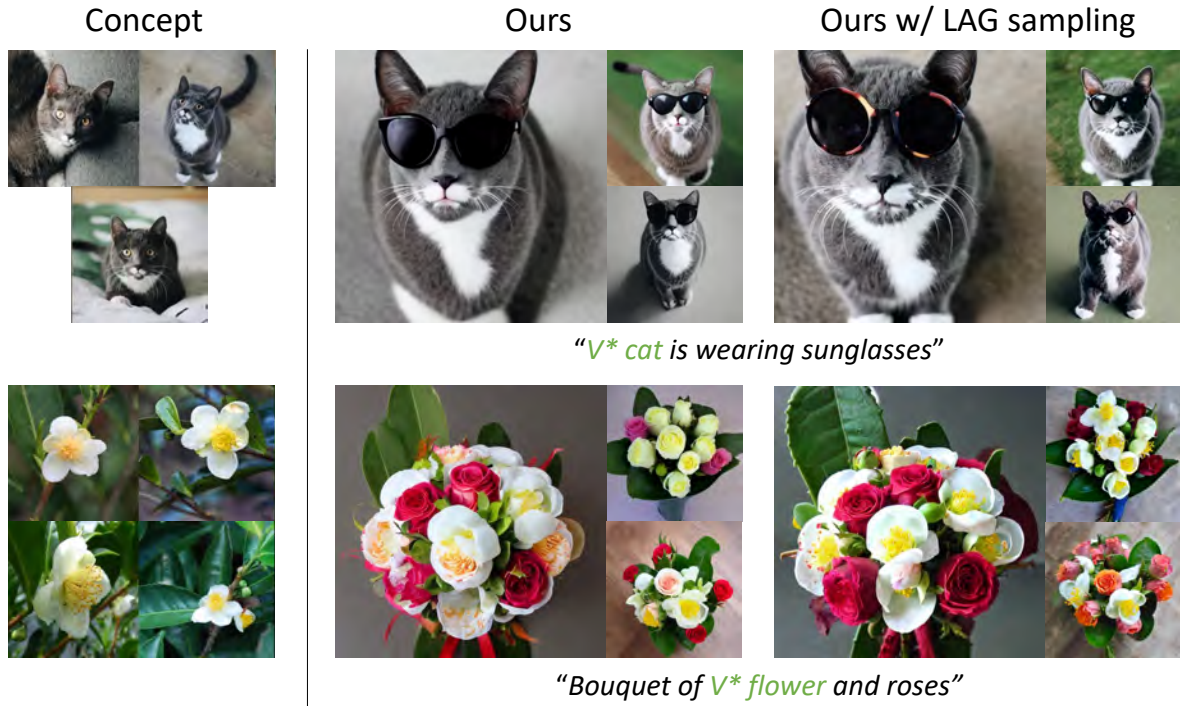 Concept
Ours
Ours w/ LAG sampling
“V* cat is wearing sunglasses”
“Bouquet of V* flower and roses”